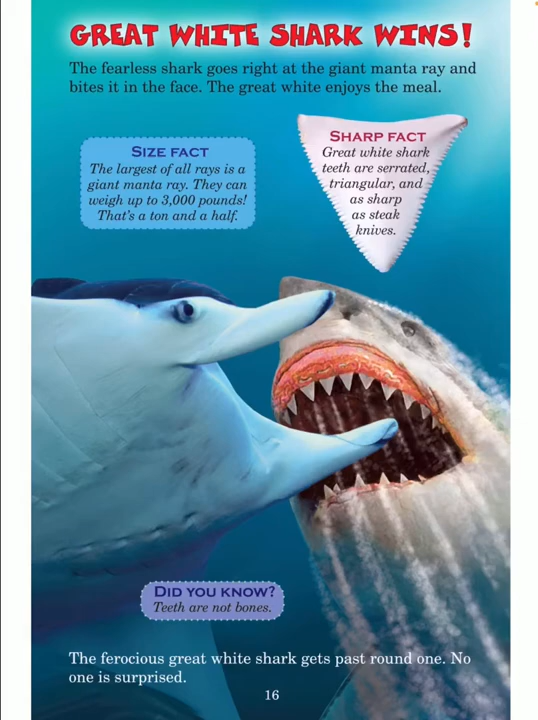 GREAT WHITE SHARK WINS!
The fearless shark goes right at the giant manta ray and
bites it in the face. The great white enjoys the meal.
SIZE FACT
The largest of all rays is a
giant manta ray. They can
weigh up to 3,000 pounds!
That's a ton and a half.
SHARP FACT
Great white shark
teeth are serrated,
triangular, and
as sharp
as steak
knives.
DID YOU KNOW?
Teeth are not bones.
The ferocious great white shark gets past round one. No
one is surprised.
16